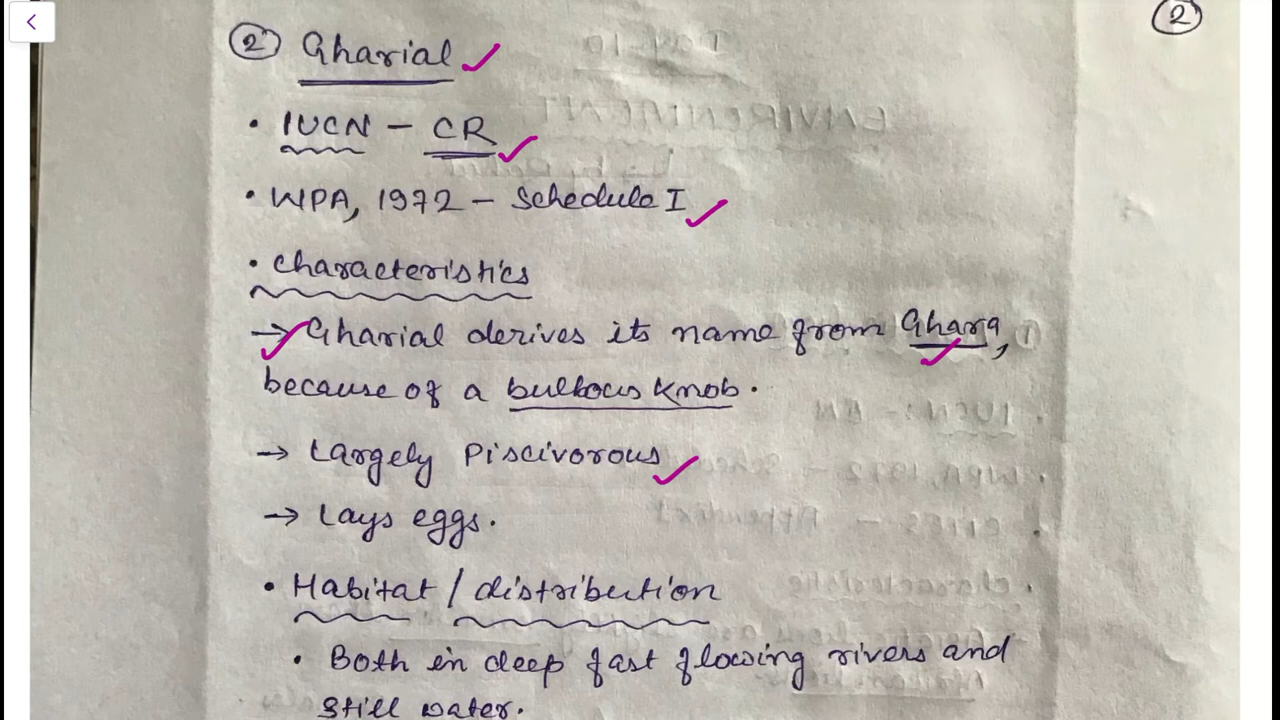 2
② Gharial
• IUCN - CR
• WPA, 1972 - Schedule I
• characteristics
→ Gharial derives its name from Ghara,
because of a bulbous knob.
→ Largely Piscivorous
→ Lays eggs.
• Habitat / distribution
• Both in deep fast flowing rivers and
still water.